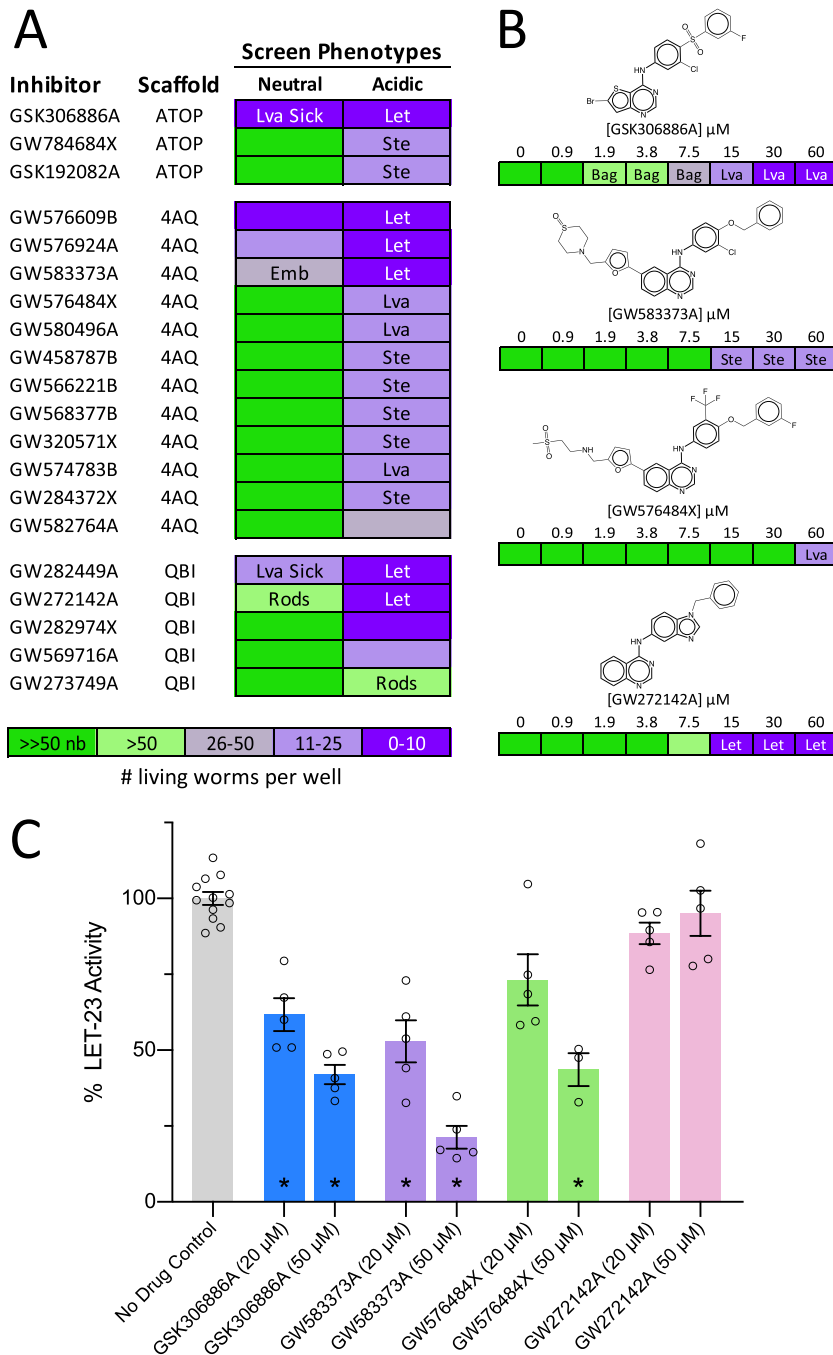 A
Screen Phenotypes
Inhibitor Scaffold Neutral Acidic
GSK306886A ATOP Lva Sick Let
GW784684X ATOP Ste
GSK192082A ATOP Ste
GW576609B 4AQ Let
GW576924A 4AQ Let
GW583373A 4AQ Emb Let
GW576484X 4AQ Lva
GW580496A 4AQ Lva
GW458787B 4AQ Ste
GW566221B 4AQ Ste
GW568377B 4AQ Ste
GW320571X 4AQ Ste
GW574783B 4AQ Lva
GW284372X 4AQ Ste
GW582764A 4AQ
GW282449A QBI Lva Sick Let
GW272142A QBI Rods Let
GW282974X QBI
GW569716A QBI
GW273749A QBI Rods
>>50 nb >50 26-50 11-25 0-10
# living worms per well
B
O
S
O
F
HN
Cl
Br
S
N
N
[GSK306886A] µM
0 0.9 1.9 3.8 7.5 15 30 60
Bag Bag Bag Lva Lva Lva
O
S
N
O
HN
O
Cl
N
N
[GW583373A] µM
0 0.9 1.9 3.8 7.5 15 30 60
Ste Ste Ste
F
F F
O
S
O
NH
O
HN
O
F
N
N
[GW576484X] µM
0 0.9 1.9 3.8 7.5 15 30 60
Lva
N
N
HN
N
N
[GW272142A] µM
0 0.9 1.9 3.8 7.5 15 30 60
Let Let Let
C
% LET-23 Activity
100
50
0
* * * * *
No Drug Control
GSK306886A (20 µM)
GSK306886A (50 µM)
GW583373A (20 µM)
GW583373A (50 µM)
GW576484X (20 µM)
GW576484X (50 µM)
GW272142A (20 µM)
GW272142A (50 µM)